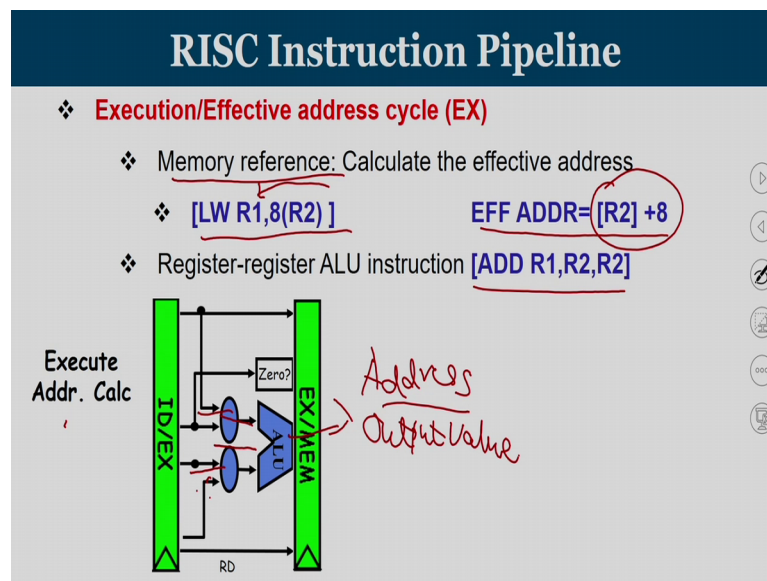 RISC Instruction Pipeline
❖ Execution/Effective address cycle (EX)
❖ Memory reference: Calculate the effective address
❖ [LW R1,8(R2) ] EFF ADDR= [R2] +8
❖ Register-register ALU instruction [ADD R1,R2,R2]
Execute
Addr. Calc
ID/EX
Zero?
ALU
EX/MEM
RD
Address
Output Value